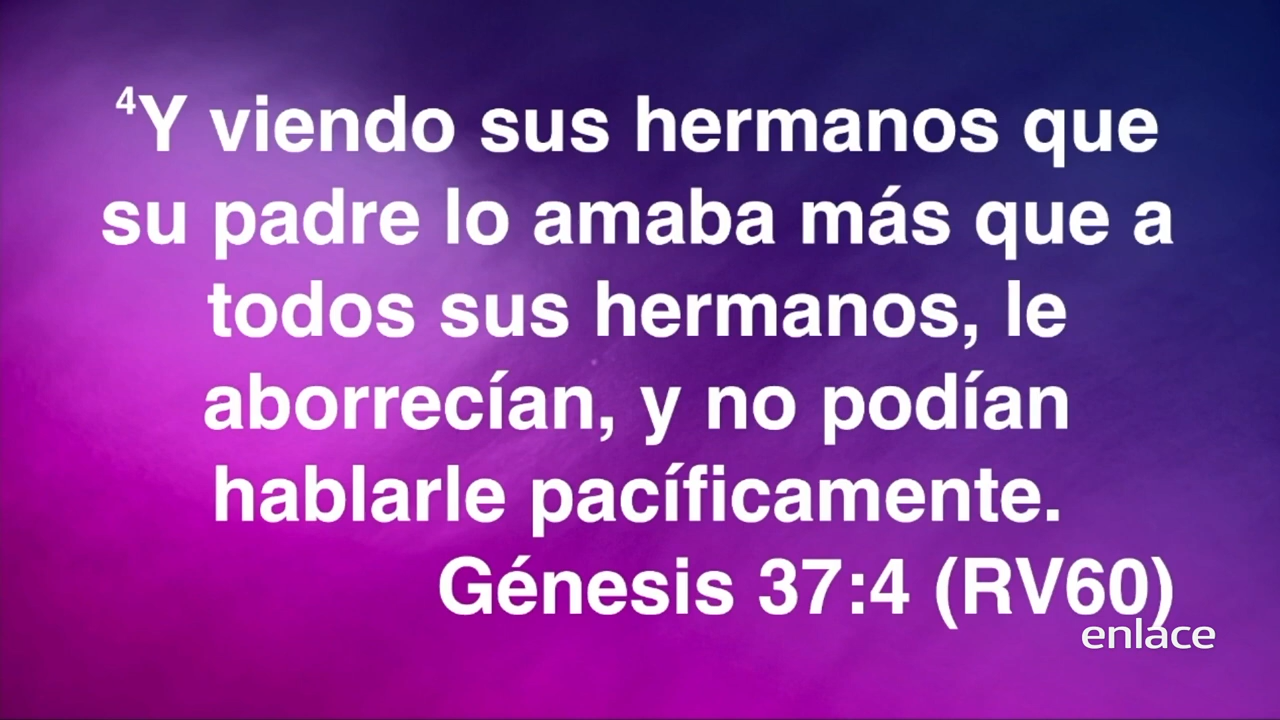 ⁴Y viendo sus hermanos que
su padre lo amaba más que a
todos sus hermanos, le
aborrecían, y no podían
hablarle pacíficamente.
Génesis 37:4 (RV60)
enlace